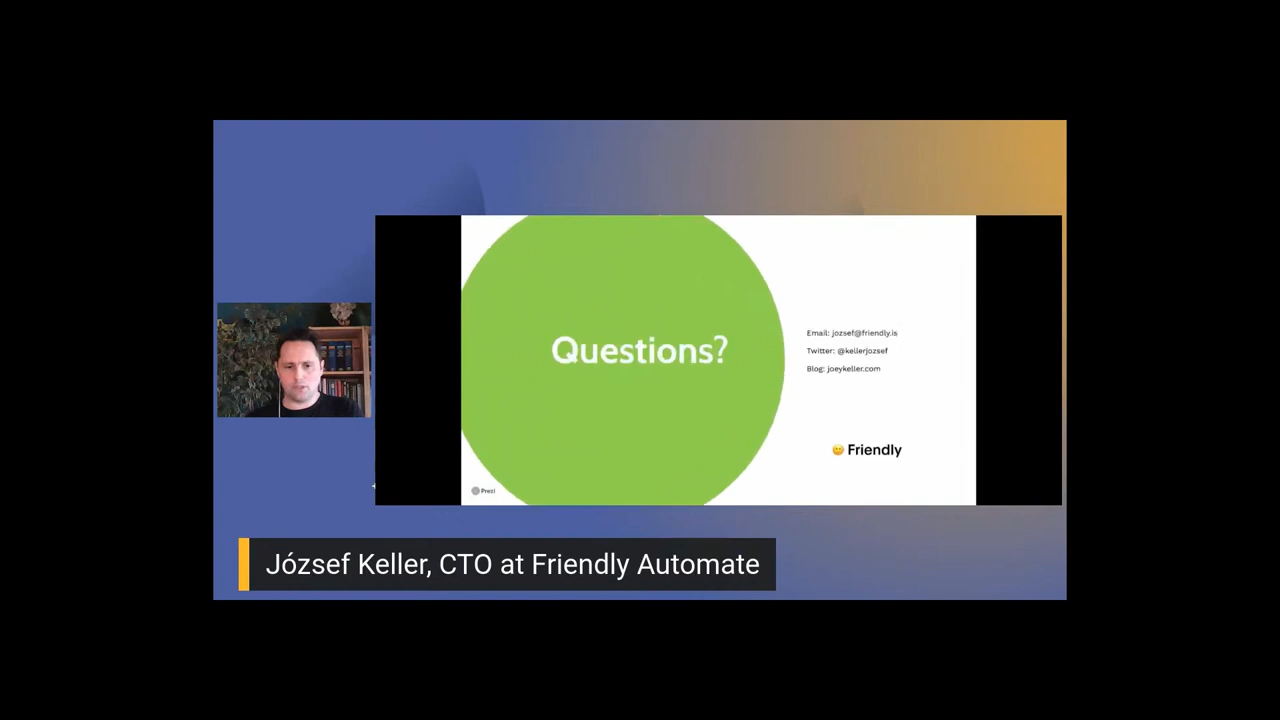 Questions?
Email: jozsef@friendly.is
Twitter: @kellerjozsef
Blog: joeykeller.com
Friendly
Prezi
József Keller, CTO at Friendly Automate